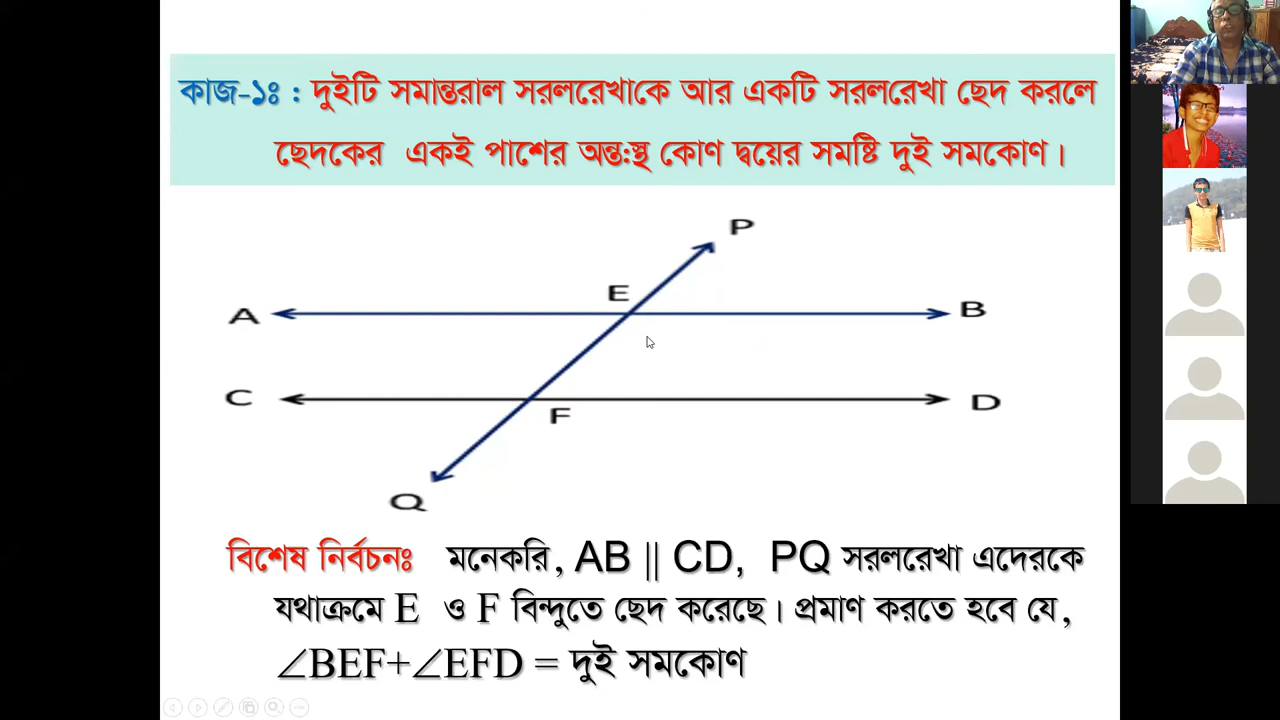 কাজ-১ঃ : দুইটি সমান্তরাল সরলরেখাকে আর একটি সরলরেখা ছেদ করলে
ছেদকের একই পাশের অন্ত:স্থ কোণ দ্বয়ের সমষ্টি দুই সমকোণ।
P
E
A
B
C
D
F
Q
বিশেষ নির্বচনঃ মনেকরি, AB || CD, PQ সরলরেখা এদেরকে
যথাক্রমে E ও F বিন্দুতে ছেদ করেছে। প্রমাণ করতে হবে যে,
∠BEF+∠EFD = দুই সমকোণ